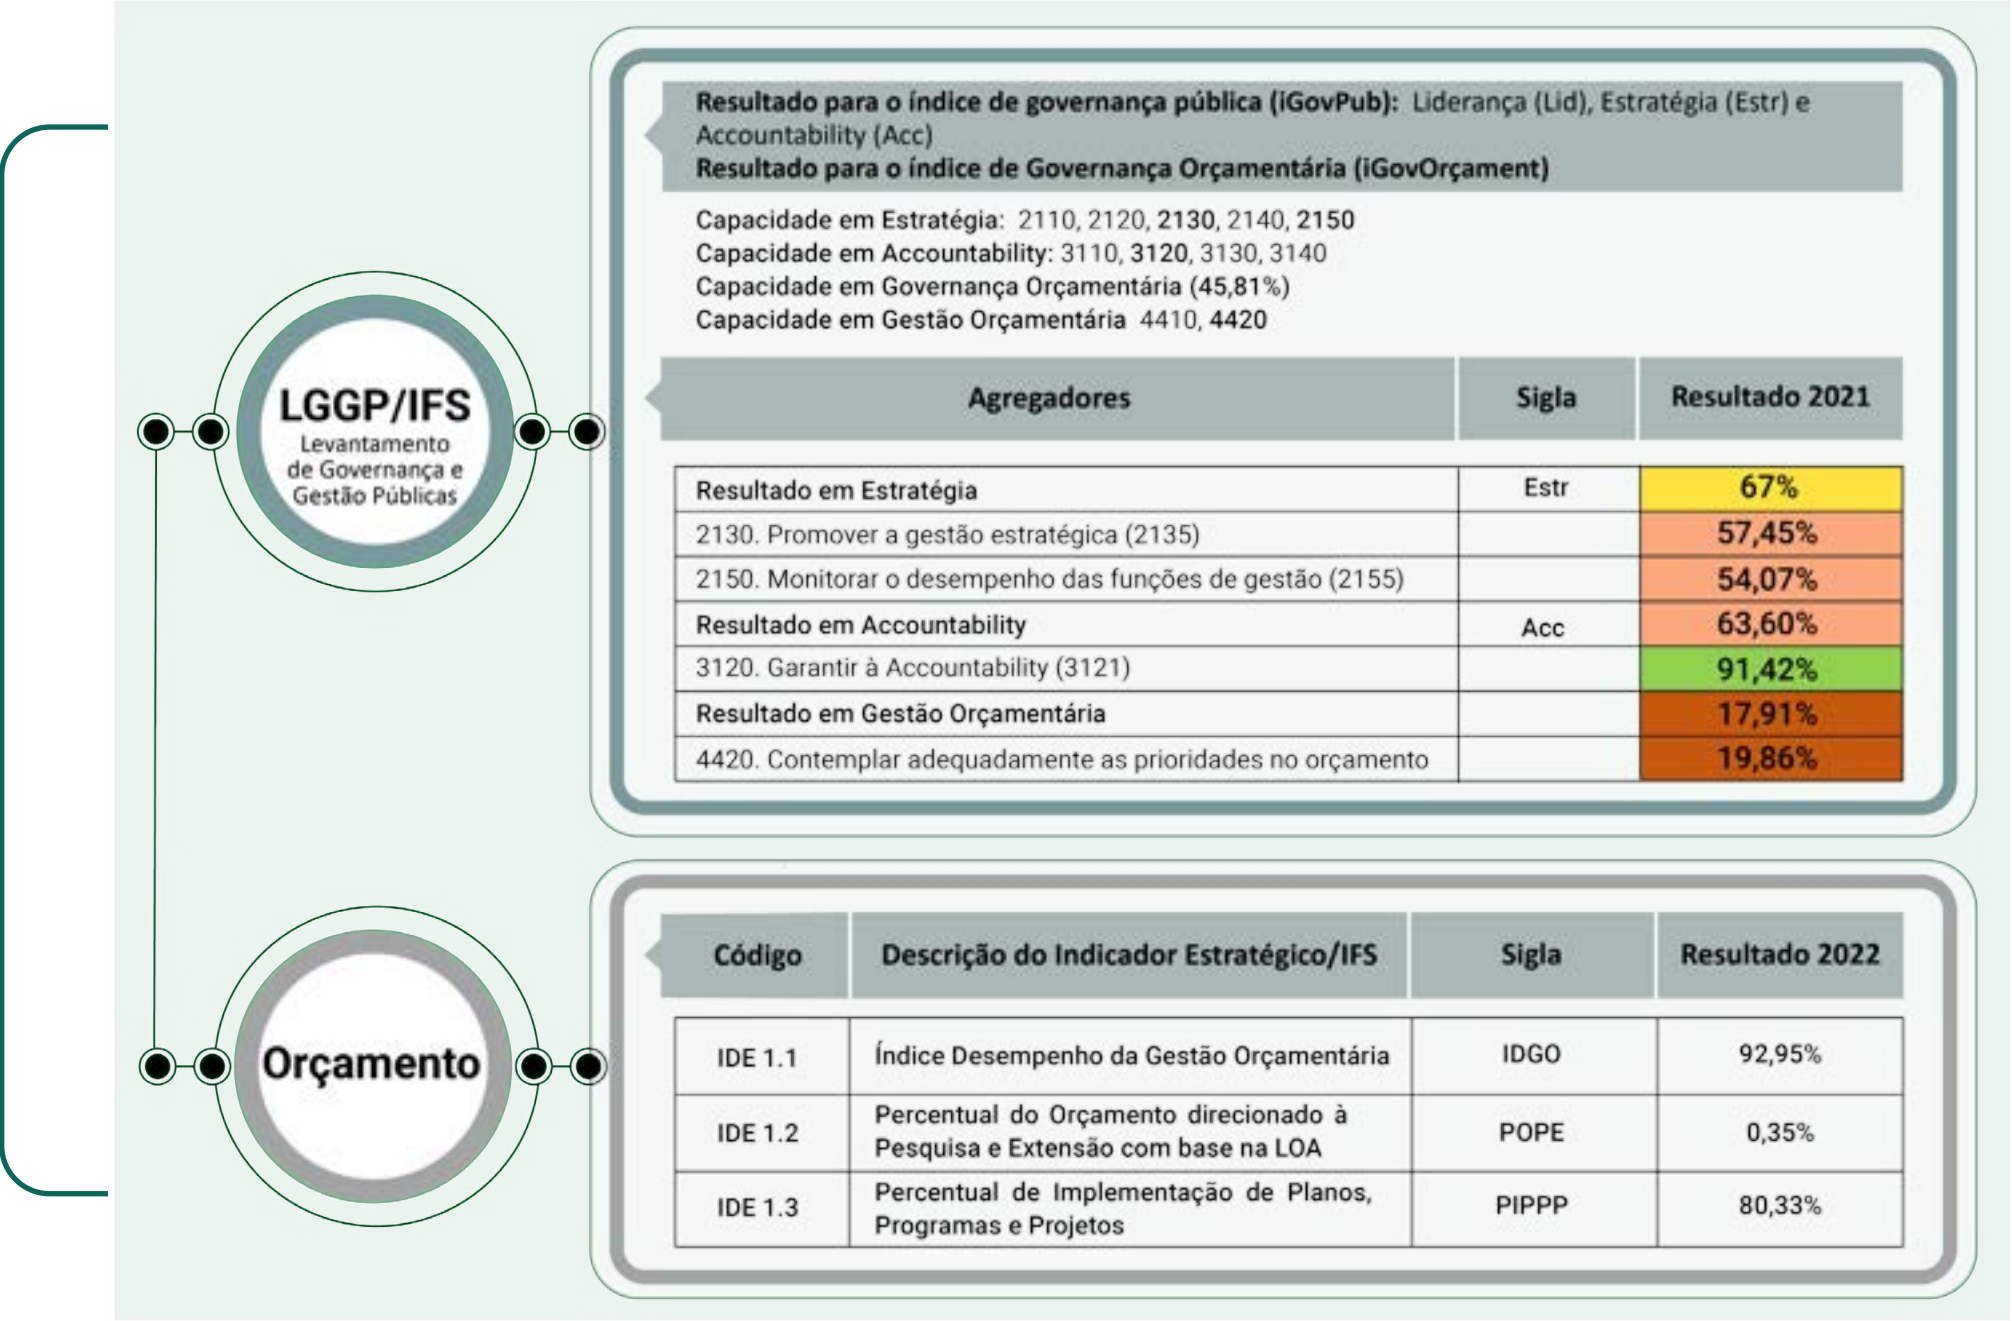 Resultado para o índice de governança pública (iGovPub): Liderança (Lid), Estratégia (Estr) e
Accountability (Acc)
Resultado para o índice de Governança Orçamentária (iGovOrçament)
Capacidade em Estratégia: 2110, 2120, 2130, 2140, 2150
Capacidade em Accountability: 3110, 3120, 3130, 3140
Capacidade em Governança Orçamentária (45,81%)
Capacidade em Gestão Orçamentária 4410, 4420
LGGP/IFS
Levantamento
de Governança e
Gestão Públicas
Agregadores Sigla Resultado 2021
Resultado em Estratégia Estr 67%
2130. Promover a gestão estratégica (2135) 57,45%
2150. Monitorar o desempenho das funções de gestão (2155) 54,07%
Resultado em Accountability Acc 63,60%
3120. Garantir à Accountability (3121) 91,42%
Resultado em Gestão Orçamentária 17,91%
4420. Contemplar adequadamente as prioridades no orçamento 19,86%
Orçamento
Código Descrição do Indicador Estratégico/IFS Sigla Resultado 2022
IDE 1.1 Índice Desempenho da Gestão Orçamentária IDGO 92,95%
IDE 1.2 Percentual do Orçamento direcionado à
Pesquisa e Extensão com base na LOA POPE 0,35%
IDE 1.3 Percentual de Implementação de Planos,
Programas e Projetos PIPPP 80,33%